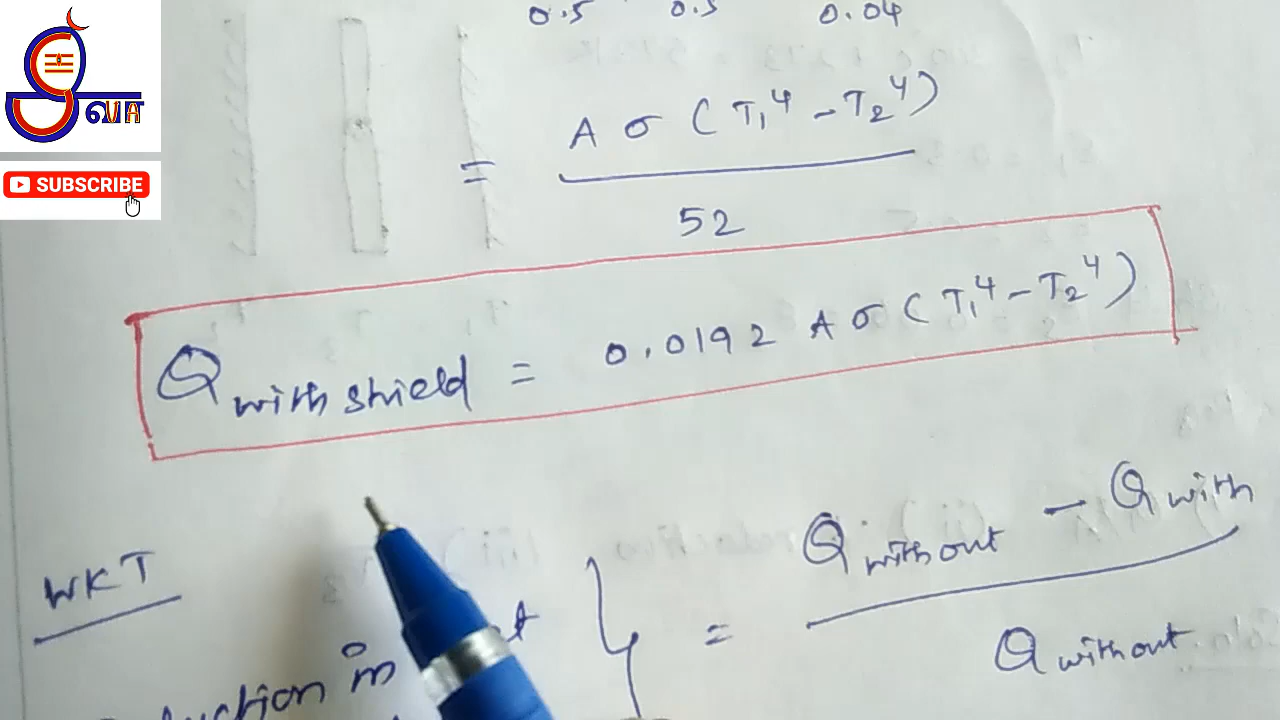 0.5 0.5 0.04
வா
SUBSCRIBE
= A σ (T₁⁴ - T₂⁴)
52
Q with shield = 0.0192 A σ (T₁⁴ - T₂⁴)
WKT
in } = Q without - Q with
Q without